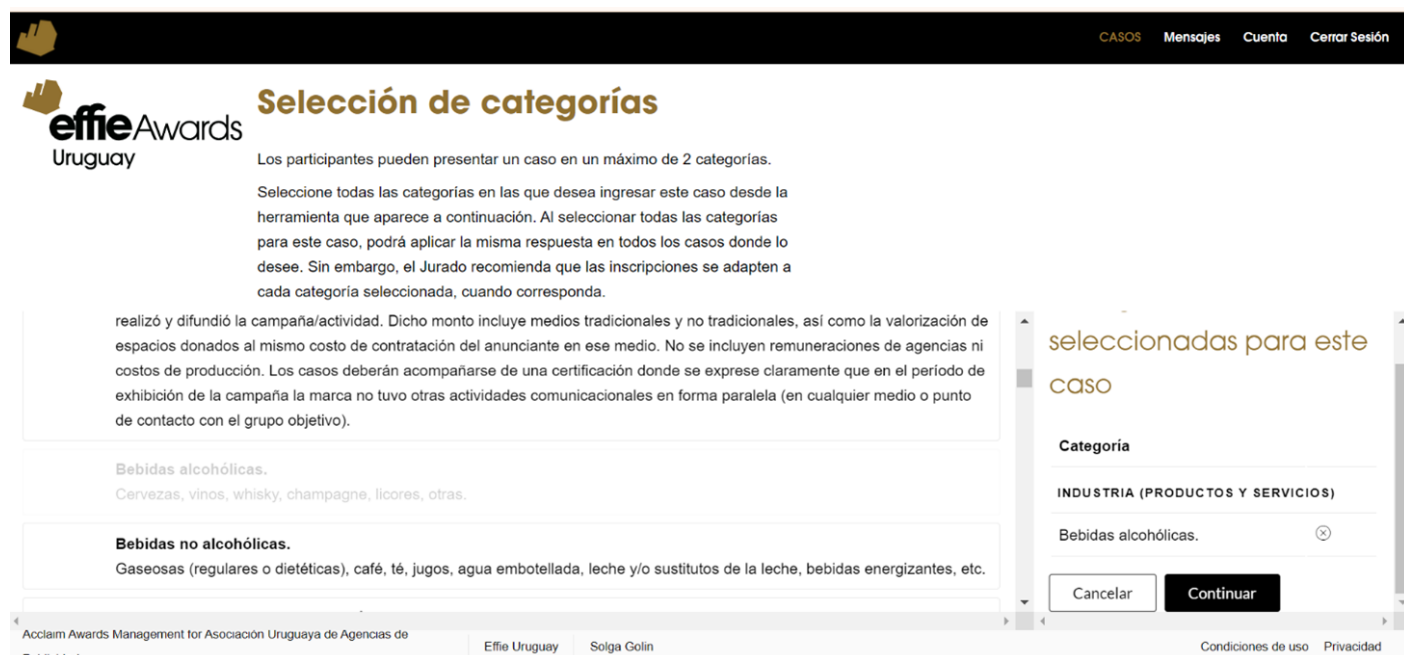 CASOS Mensajes Cuenta Cerrar Sesión
effie Awards
Uruguay
Selección de categorías
Los participantes pueden presentar un caso en un máximo de 2 categorías.
Seleccione todas las categorías en las que desea ingresar este caso desde la
herramienta que aparece a continuación. Al seleccionar todas las categorías
para este caso, podrá aplicar la misma respuesta en todos los casos donde lo
desee. Sin embargo, el Jurado recomienda que las inscripciones se adapten a
cada categoría seleccionada, cuando corresponda.
realizó y difundió la campaña/actividad. Dicho monto incluye medios tradicionales y no tradicionales, así como la valorización de
espacios donados al mismo costo de contratación del anunciante en ese medio. No se incluyen remuneraciones de agencias ni
costos de producción. Los casos deberán acompañarse de una certificación donde se exprese claramente que en el período de
exhibición de la campaña la marca no tuvo otras actividades comunicacionales en forma paralela (en cualquier medio o punto
de contacto con el grupo objetivo).
Bebidas alcohólicas.
Cervezas, vinos, whisky, champagne, licores, otras.
Bebidas no alcohólicas.
Gaseosas (regulares o dietéticas), café, té, jugos, agua embotellada, leche y/o sustitutos de la leche, bebidas energizantes, etc.
seleccionadas para este
caso
Categoría
INDUSTRIA (PRODUCTOS Y SERVICIOS)
Bebidas alcohólicas.
Cancelar Continuar
Acclaim Awards Management for Asociación Uruguaya de Agencias de
Effie Uruguay Solga Golin
Condiciones de uso Privacidad